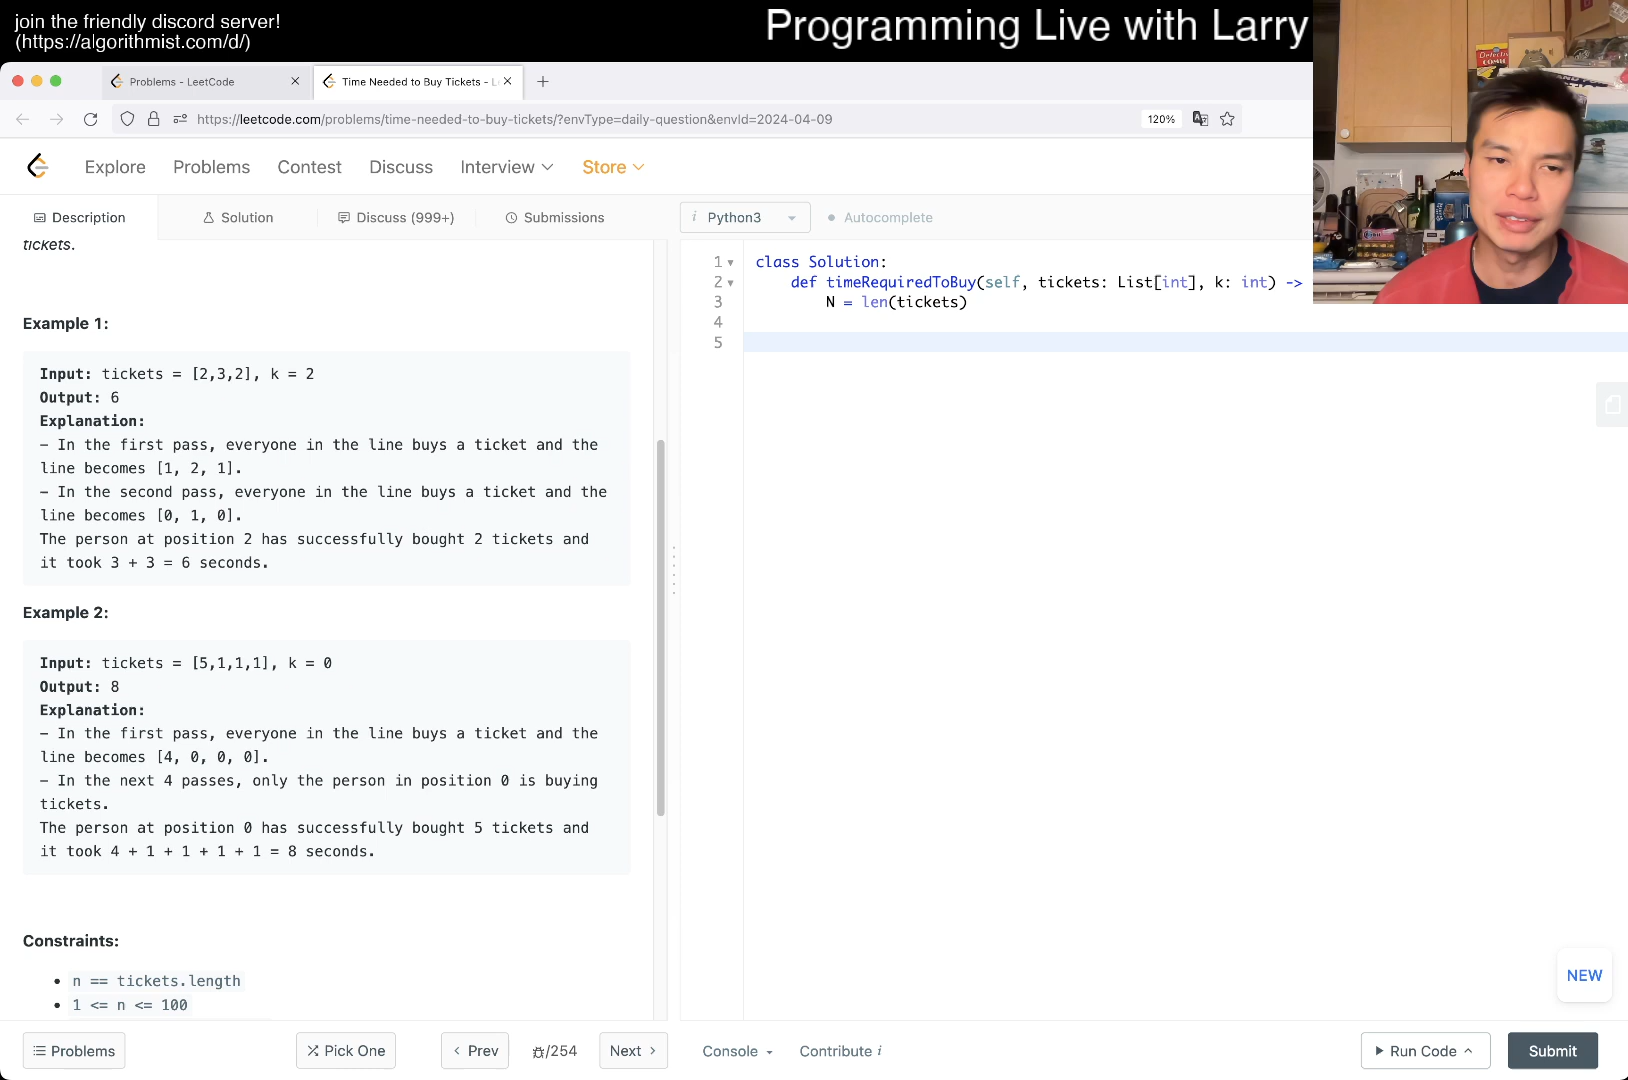 join the friendly discord server!
(https://algorithmist.com/d/)
Programming Live with Larry
Problems - LeetCode
Time Needed to Buy Tickets - L
https://leetcode.com/problems/time-needed-to-buy-tickets/?envType=daily-question&envId=2024-04-09
120%
Explore
Problems
Contest
Discuss
Interview
Store
Description
Solution
Discuss (999+)
Submissions
i Python3
Autocomplete
tickets.
Example 1:
Input: tickets = [2,3,2], k = 2
Output: 6
Explanation:
- In the first pass, everyone in the line buys a ticket and the
line becomes [1, 2, 1].
- In the second pass, everyone in the line buys a ticket and the
line becomes [0, 1, 0].
The person at position 2 has successfully bought 2 tickets and
it took 3 + 3 = 6 seconds.
Example 2:
Input: tickets = [5,1,1,1], k = 0
Output: 8
Explanation:
- In the first pass, everyone in the line buys a ticket and the
line becomes [4, 0, 0, 0].
- In the next 4 passes, only the person in position 0 is buying
tickets.
The person at position 0 has successfully bought 5 tickets and
it took 4 + 1 + 1 + 1 + 1 = 8 seconds.
Constraints:
• n == tickets.length
• 1 <= n <= 100
1 class Solution:
2 def timeRequiredToBuy(self, tickets: List[int], k: int) ->
3 N = len(tickets)
4
5
NEW
Problems
Pick One
Prev
/254
Next
Console
Contribute i
Run Code
Submit